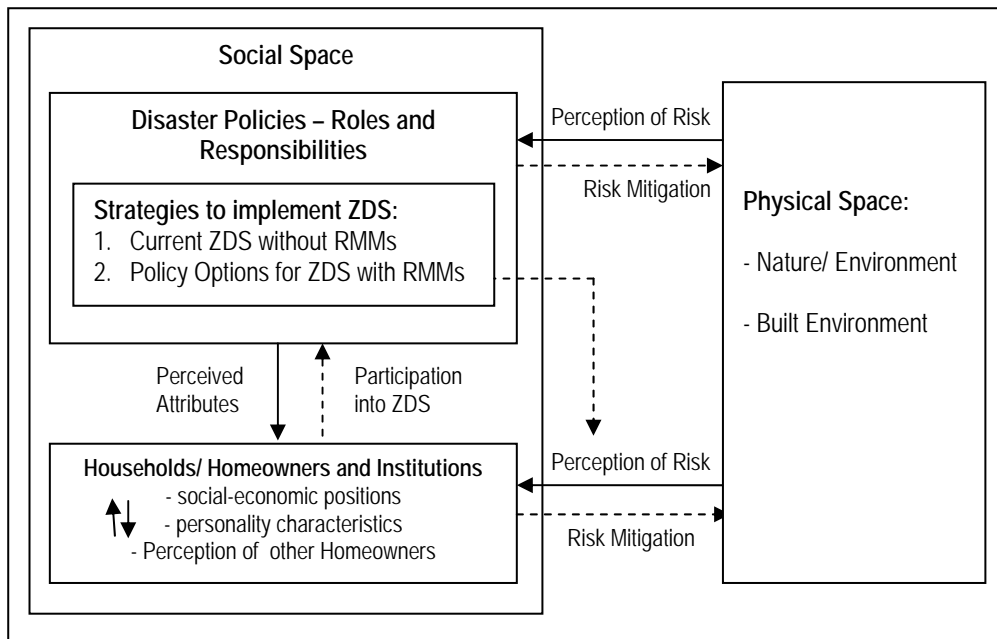 Social Space
Disaster Policies – Roles and
Responsibilities
Strategies to implement ZDS:
1. Current ZDS without RMMs
2. Policy Options for ZDS with RMMs
Perception of Risk
Risk Mitigation
Physical Space:
- Nature/ Environment
- Built Environment
Perceived
Attributes
Participation
into ZDS
Households/ Homeowners and Institutions
- social-economic positions
- personality characteristics
- Perception of other Homeowners
Perception of Risk
Risk Mitigation